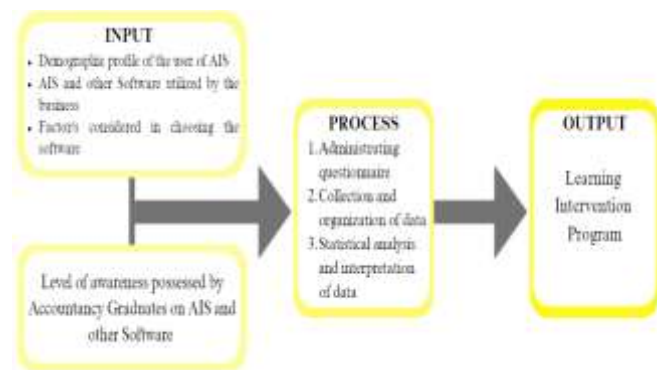 INPUT
• Demographic profile of the user of AIS
• AIS and other Software utilized by the
business
• Factor's considered in choosing the
software
Level of awareness possessed by
Accountancy Graduates on AIS and
other Software
PROCESS
1. Administrating
questionnaire
2. Collection and
organization of data
3. Statistical analysis
and interpretation
of data
OUTPUT
Learning
Intervention
Program